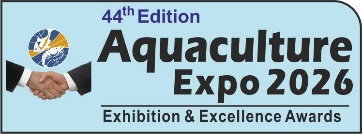 44th Edition
Aquaculture
Expo 2026
Exhibition & Excellence Awards